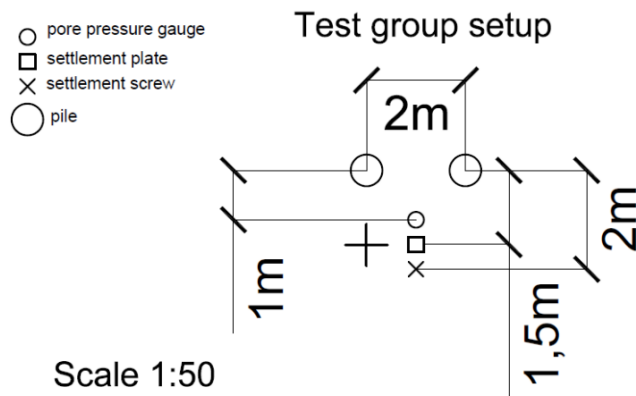 Test group setup
pore pressure gauge
settlement plate
settlement screw
pile
2m
2m
1m
1,5m
Scale 1:50